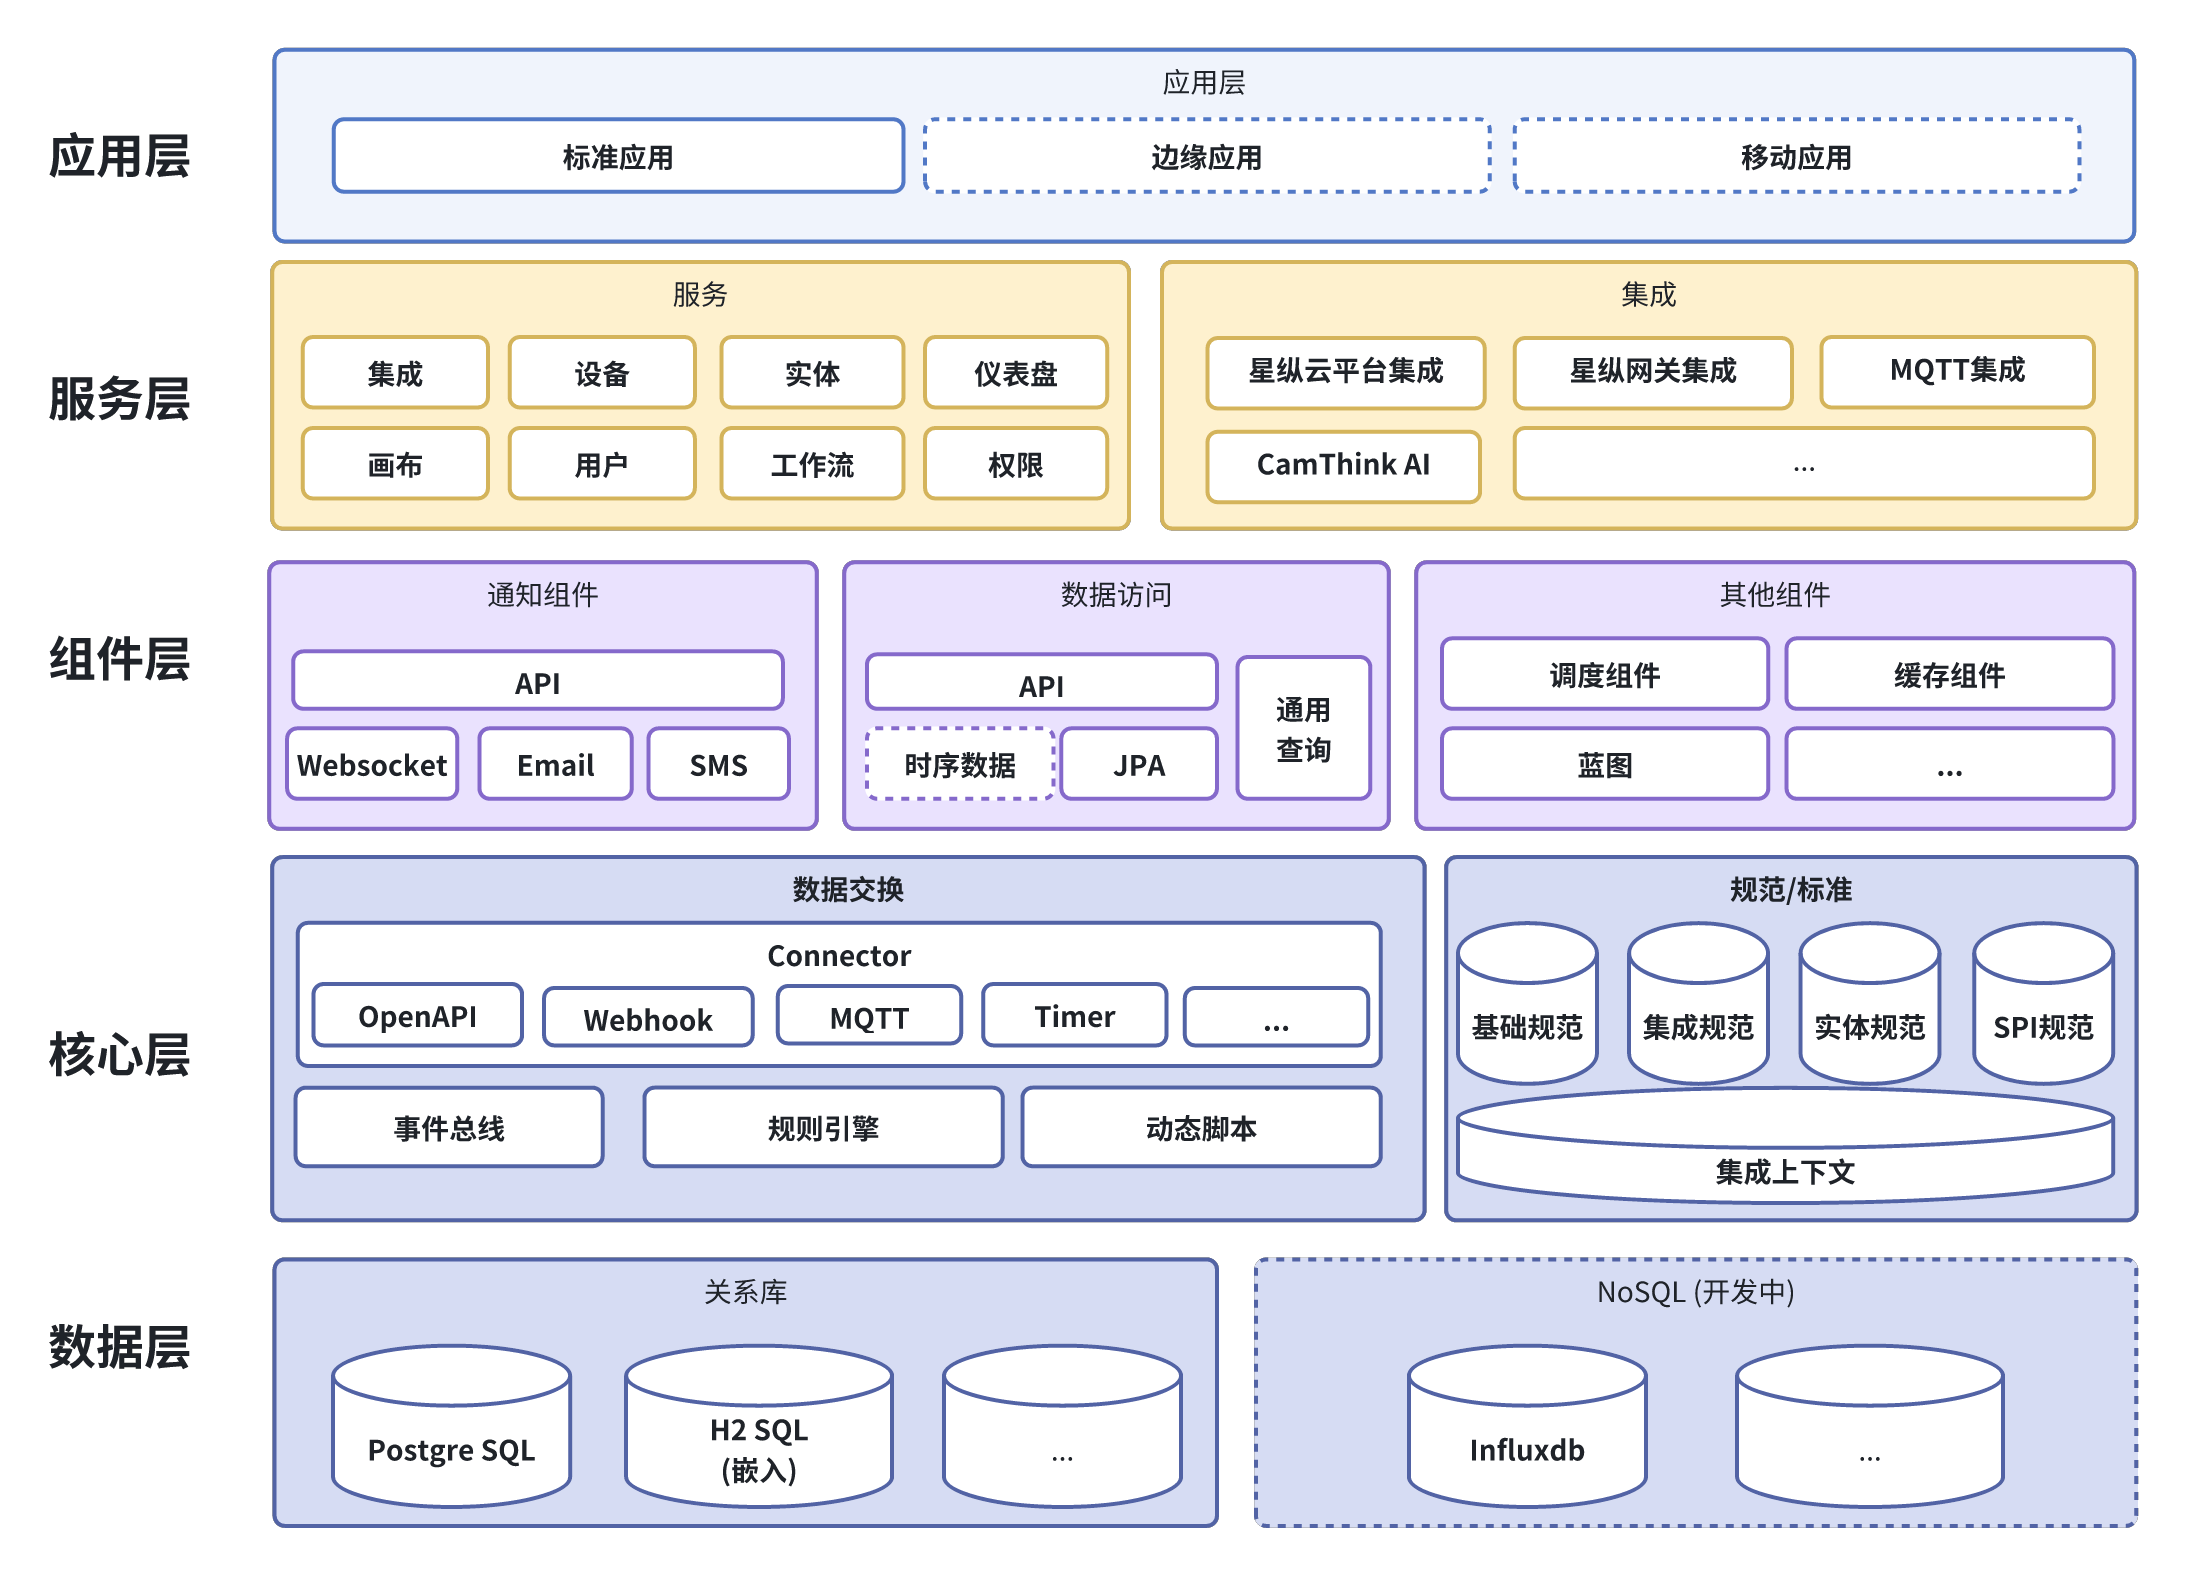 应用层
应用层
标准应用
边缘应用
移动应用
服务层
服务
集成
设备
实体
仪表盘
画布
用户
工作流
权限
集成
星纵云平台集成
星纵网关集成
MQTT集成
CamThink AI
...
组件层
通知组件
API
Websocket
Email
SMS
数据访问
API
时序数据
JPA
通用
查询
其他组件
调度组件
缓存组件
蓝图
...
核心层
数据交换
Connector
OpenAPI
Webhook
MQTT
Timer
...
事件总线
规则引擎
动态脚本
规范/标准
基础规范
集成规范
实体规范
SPI规范
集成上下文
数据层
关系库
Postgre SQL
H2 SQL
(嵌入)
...
NoSQL (开发中)
Influxdb
...